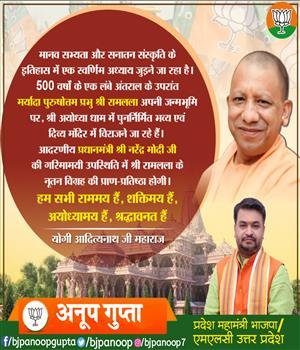 मानव सभ्यता और सनातन संस्कृति के
इतिहास में एक स्वर्णिम अध्याय जुड़ने जा रहा है।
500 वर्षों के एक लंबे अंतराल के उपरांत
मर्यादा पुरुषोत्तम प्रभु श्री रामलला अपनी जन्मभूमि
पर, श्री अयोध्या धाम में पुनर्निर्मित भव्य एवं
दिव्य मंदिर में विराजने जा रहे हैं।
आदरणीय प्रधानमंत्री श्री नरेंद्र मोदी जी
की गरिमामयी उपस्थिति में श्री रामलला के
नूतन विग्रह की प्राण-प्रतिष्ठा होगी।
हम सभी राममय हैं, शक्तिमय हैं,
अयोध्यामय हैं, श्रद्धावनत हैं
योगी आदित्यनाथ जी महाराज
अनूप गुप्ता
प्रदेश महामंत्री भाजपा/
एमएलसी उत्तर प्रदेश
/bjpanoopgupta /bjpanoop @bjpanoop7